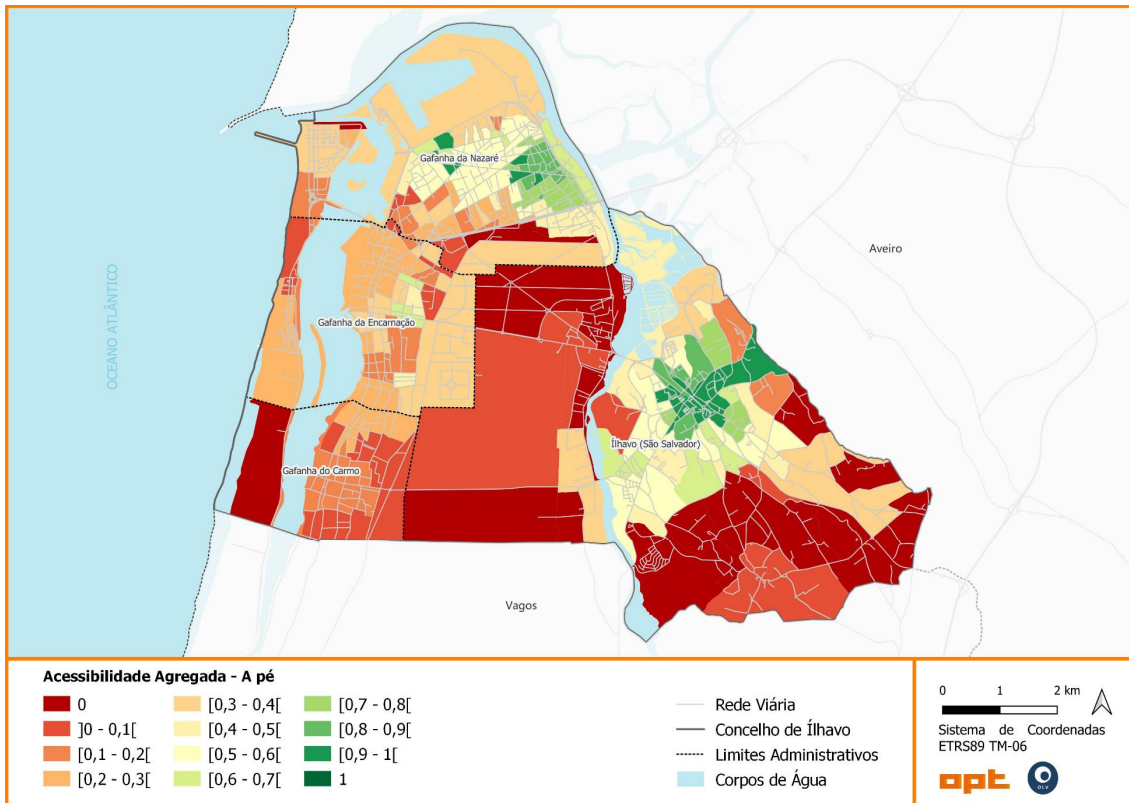 Gafanha da Nazaré
Aveiro
OCEANO ATLÂNTICO
Gafanha da Encarnação
Ílhavo (São Salvador)
Gafanha do Carmo
Vagos
Acessibilidade Agregada - A pé
0
]0 - 0,1[
[0,1 - 0,2[
[0,2 - 0,3[
[0,3 - 0,4[
[0,4 - 0,5[
[0,5 - 0,6[
[0,6 - 0,7[
[0,7 - 0,8[
[0,8 - 0,9[
[0,9 - 1[
1
Rede Viária
Concelho de Ílhavo
Limites Administrativos
Corpos de Água
0 1 2 km
Sistema de Coordenadas
ETRS89 TM-06
opt
OLV